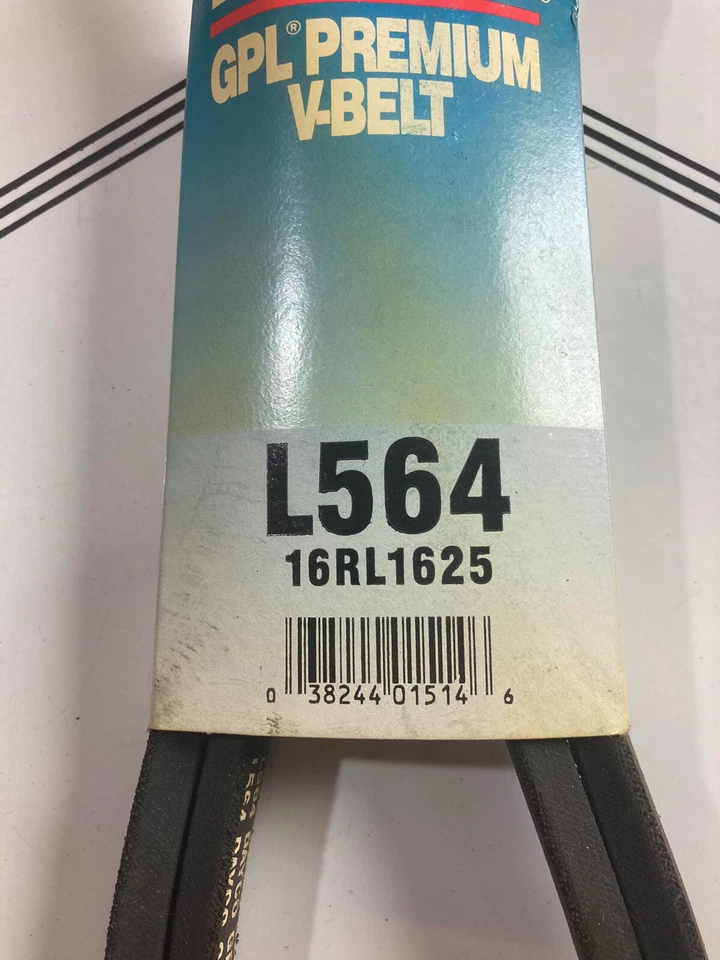 GPL® PREMIUM
V-BELT
L564
16RL1625
0 38244 01514 6